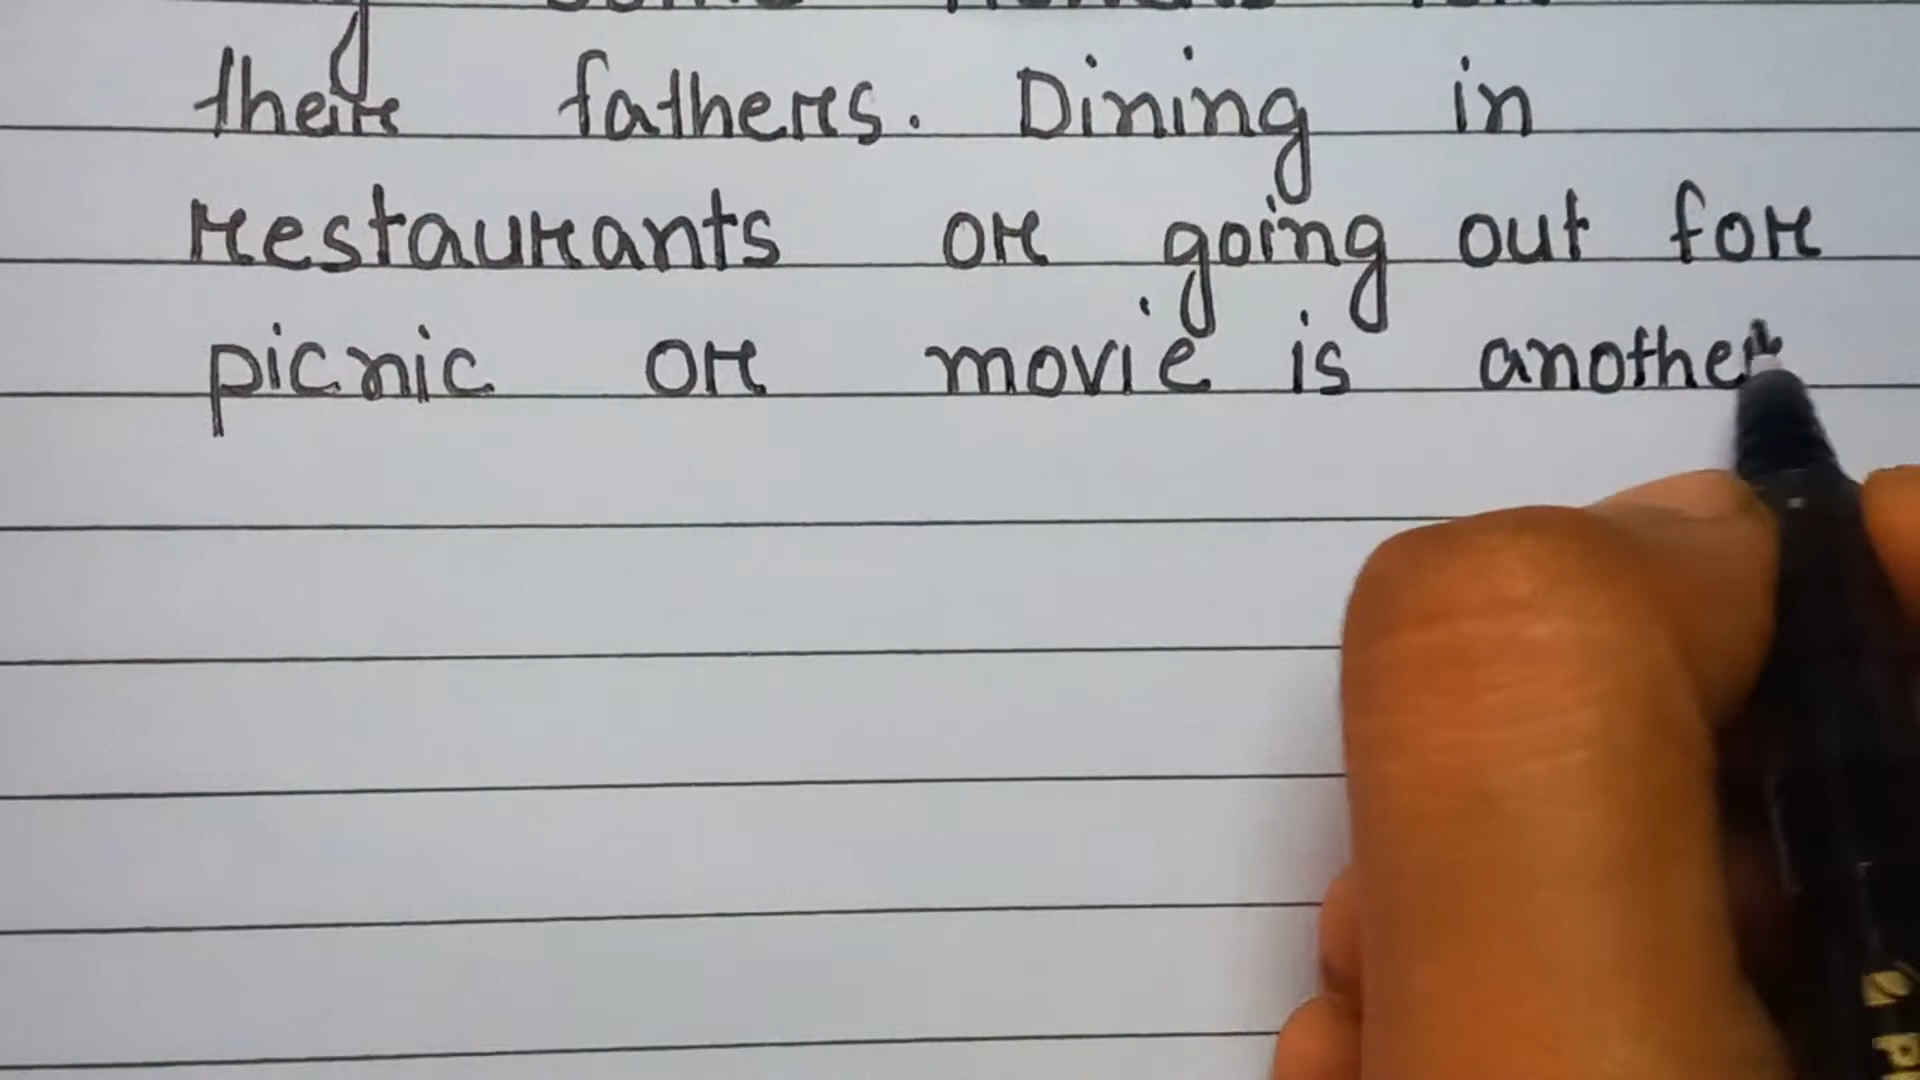 their fathers. Dining in
restaurants or going out for
picnic or movie is another